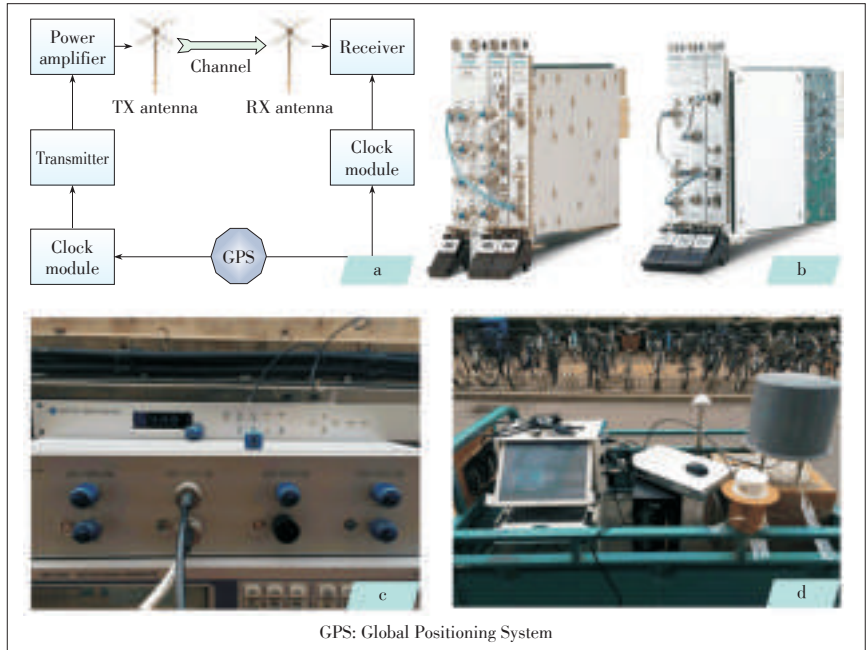 Power
amplifier
TX antenna
Channel
RX antenna
Receiver
Transmitter
Clock
module
Clock
module
GPS
a
b
c
d
GPS: Global Positioning System